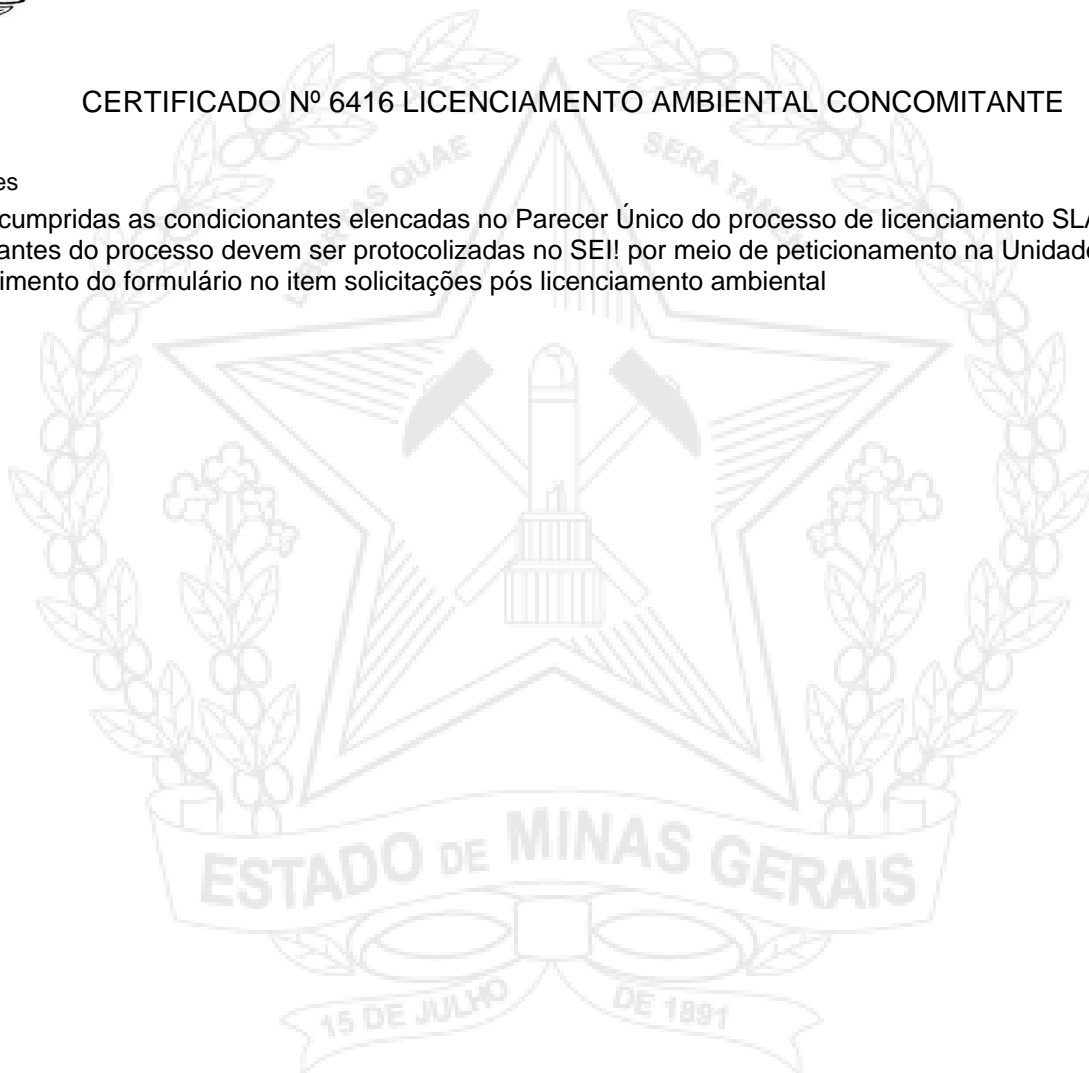 CERTIFICADO Nº 6416 LICENCIAMENTO AMBIENTAL CONCOMITANTE
es
cumpridas as condicionantes elencadas no Parecer Único do processo de licenciamento SLA
antes do processo devem ser protocolizadas no SEI! por meio de peticionamento na Unidade
imento do formulário no item solicitações pós licenciamento ambiental
QUAE SERA TAMEN
ESTADO DE MINAS GERAIS
15 DE JULHO DE 1891